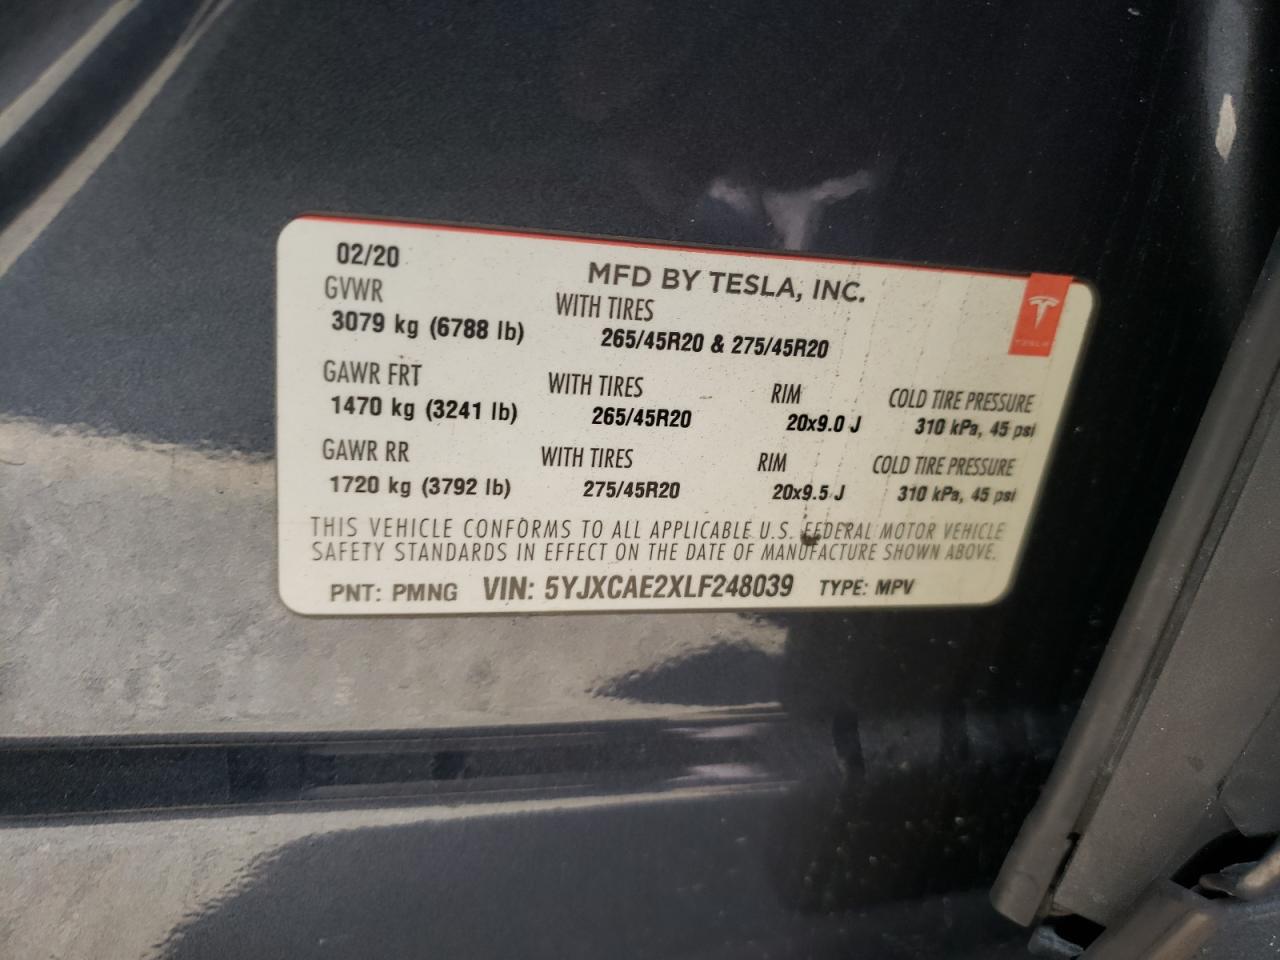 02/20
MFD BY TESLA, INC.
GVWR
WITH TIRES
3079 kg (6788 lb)
265/45R20 & 275/45R20
TESLA
GAWR FRT
WITH TIRES
RIM
COLD TIRE PRESSURE
1470 kg (3241 lb)
265/45R20
20x9.0 J
310 kPa, 45 psi
GAWR RR
WITH TIRES
RIM
COLD TIRE PRESSURE
1720 kg (3792 lb)
275/45R20
20x9.5 J
310 kPa, 45 psi
THIS VEHICLE CONFORMS TO ALL APPLICABLE U.S. FEDERAL MOTOR VEHICLE
SAFETY STANDARDS IN EFFECT ON THE DATE OF MANUFACTURE SHOWN ABOVE.
PNT: PMNG VIN: 5YJXCAE2XLF248039 TYPE: MPV